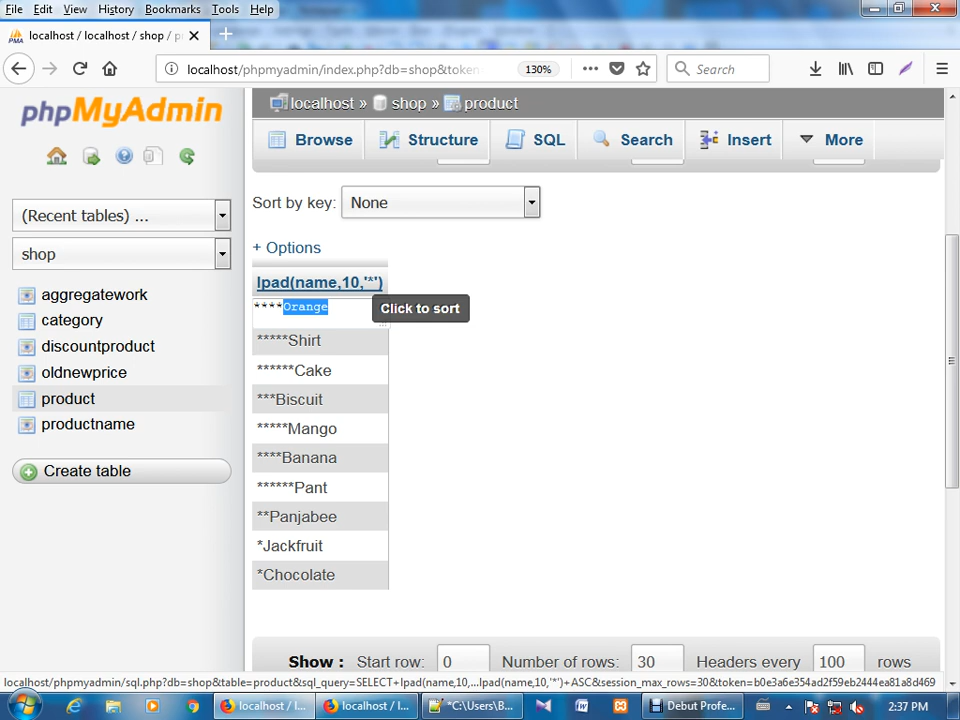 File Edit View History Bookmarks Tools Help
localhost / localhost / shop / p
localhost/phpmyadmin/index.php?db=shop&token 130% Search
phpMyAdmin
(Recent tables) ...
shop
aggregatework
category
discountproduct
oldnewprice
product
productname
Create table
localhost » shop » product
Browse Structure SQL Search Insert More
Sort by key: None
+ Options
lpad(name,10,'*')
****Orange
Click to sort
*****Shirt
******Cake
***Biscuit
*****Mango
****Banana
******Pant
**Panjabee
*Jackfruit
*Chocolate
Show : Start row: 0 Number of rows: 30 Headers every 100 rows
localhost/phpmyadmin/sql.php?db=shop&table=product&sql_query=SELECT+lpad(name,10,...lpad(name,10,'*')+ASC&session_max_rows=30&token=b0e3a6e354ad2f59eb2444ea81a8d469
localhost / l... localhost / l... *C:\Users\B... Debut Profe... 2:37 PM